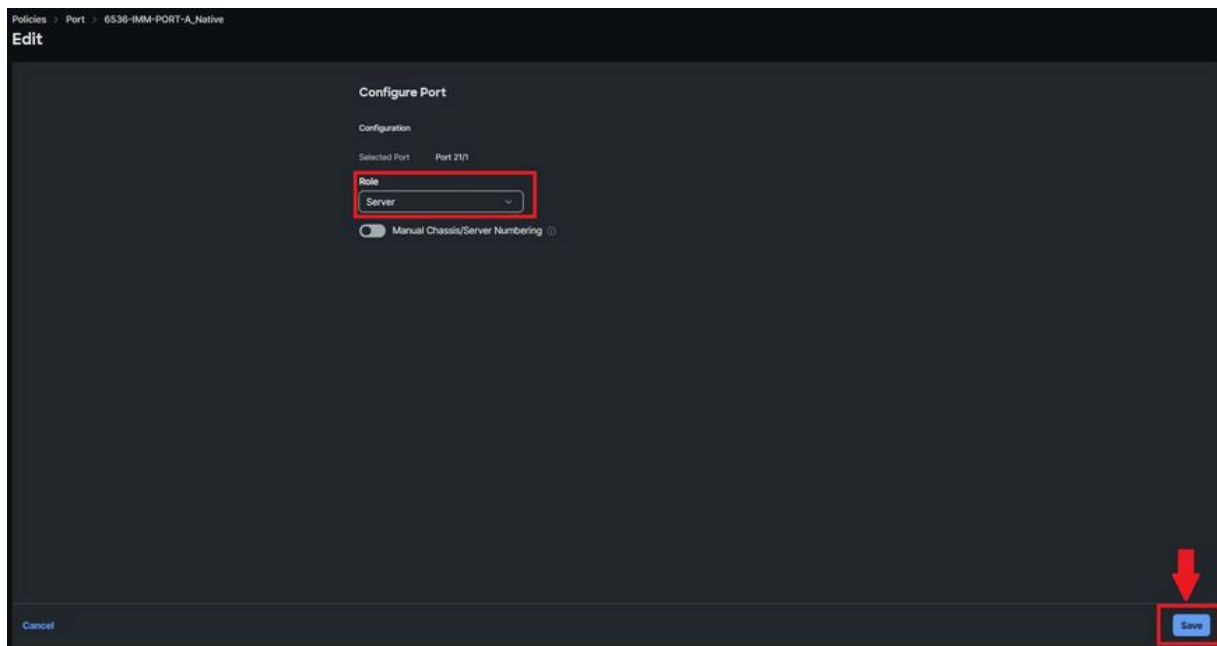 Policies > Port > 6536-IMM-PORT-A_Native
Edit
Configure Port
Configuration
Selected Port Port 21/1
Role
Server
Manual Chassis/Server Numbering
Cancel
Save